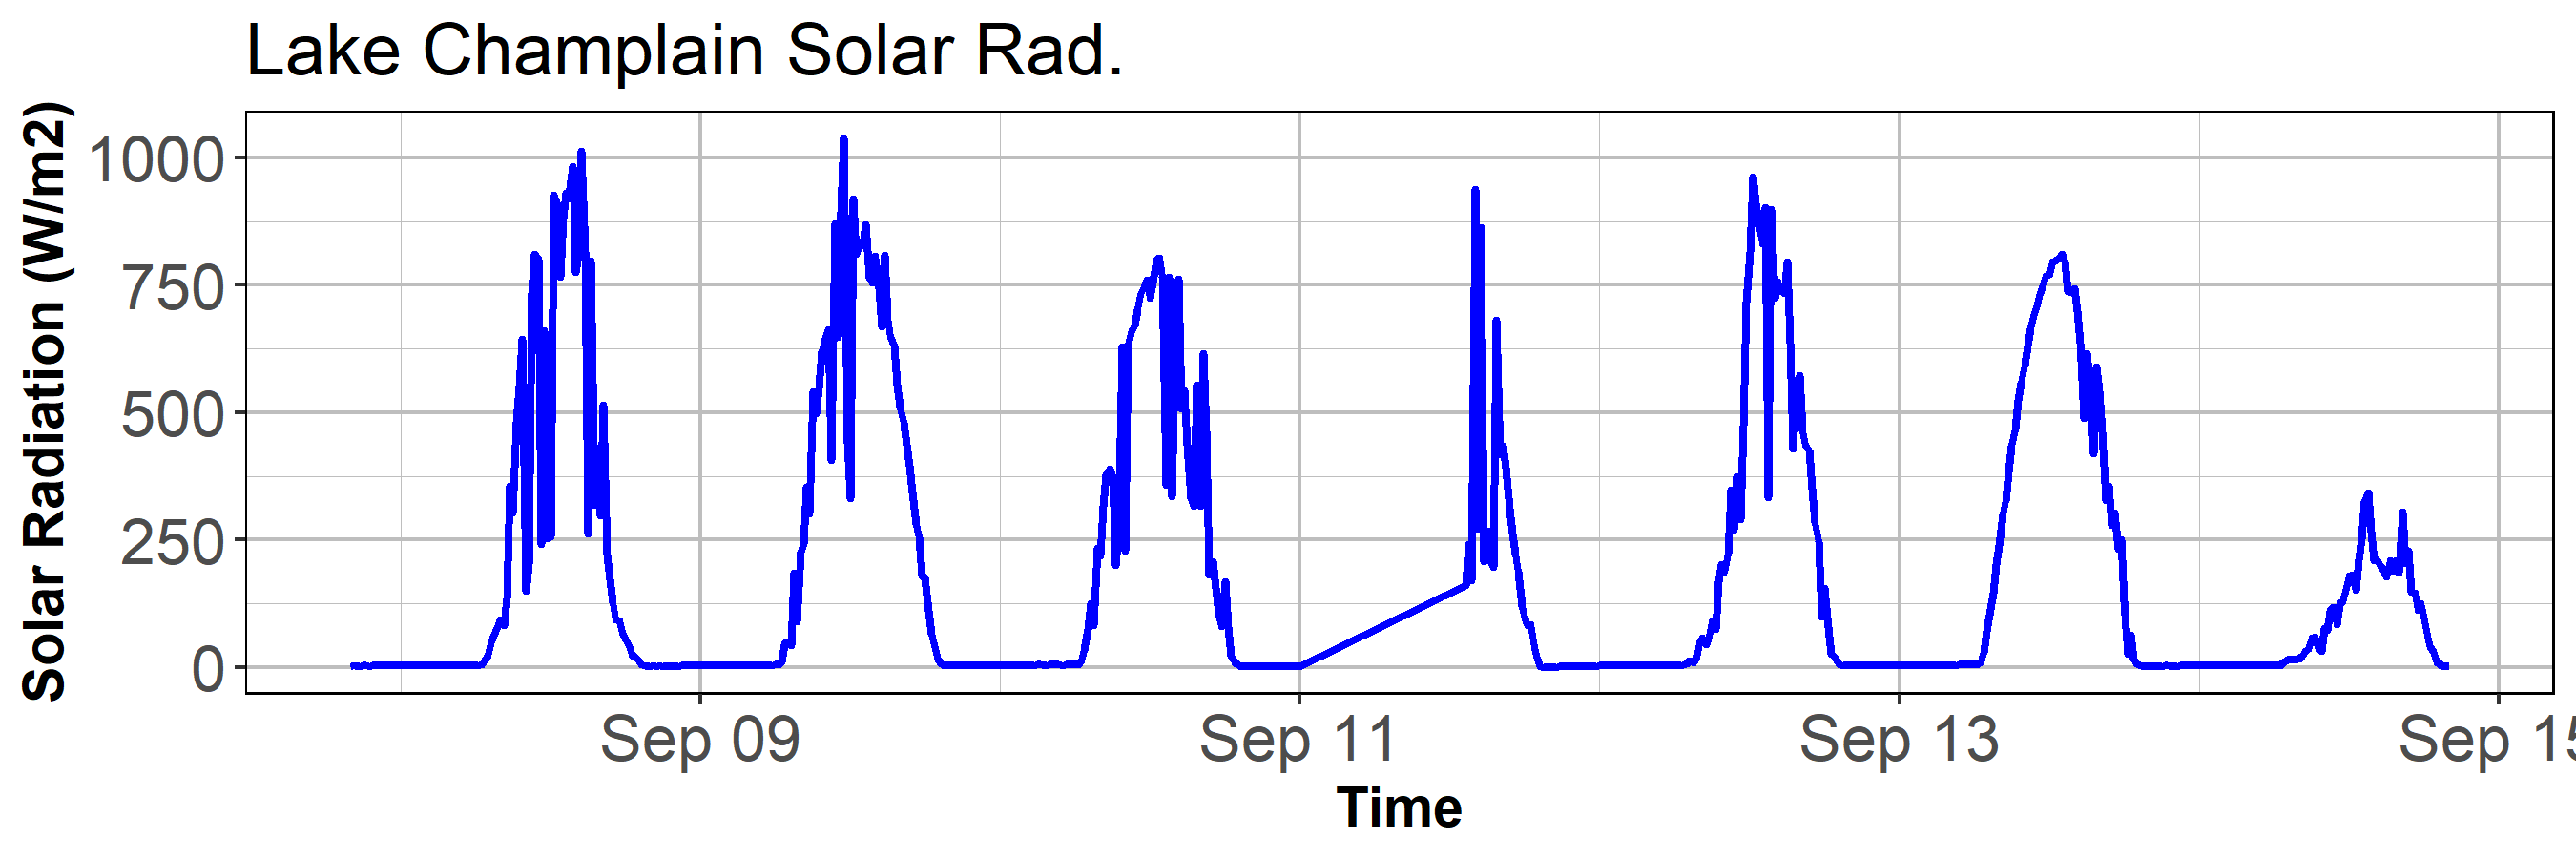 Lake Champlain Solar Rad.
Solar Radiation (W/m2)
1000
750
500
250
0
Sep 09 Sep 11 Sep 13 Sep 15
Time